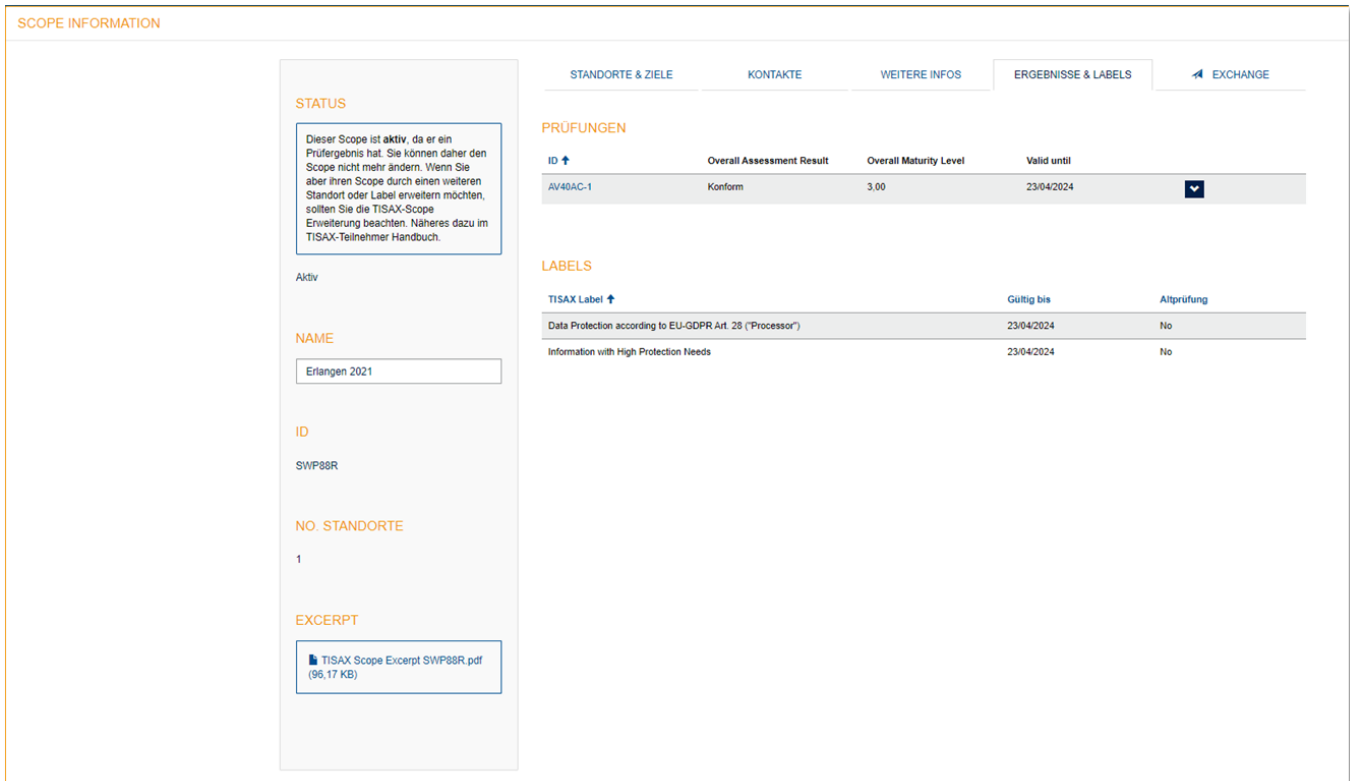 SCOPE INFORMATION
STATUS
Dieser Scope ist aktiv, da er ein
Prüfergebnis hat. Sie können daher den
Scope nicht mehr ändern. Wenn Sie
aber ihren Scope durch einen weiteren
Standort oder Label erweitern möchten,
sollten Sie die TISAX-Scope
Erweiterung beachten. Näheres dazu im
TISAX-Teilnehmer Handbuch.
Aktiv
NAME
Erlangen 2021
ID
SWP88R
NO. STANDORTE
1
EXCERPT
TISAX Scope Excerpt SWP88R.pdf
(96,17 KB)
STANDORTE & ZIELE KONTAKTE WEITERE INFOS ERGEBNISSE & LABELS EXCHANGE
PRÜFUNGEN
ID Overall Assessment Result Overall Maturity Level Valid until
AV40AC-1 Konform 3,00 23/04/2024
LABELS
TISAX Label Gültig bis Altprüfung
Data Protection according to EU-GDPR Art. 28 ("Processor") 23/04/2024 No
Information with High Protection Needs 23/04/2024 No